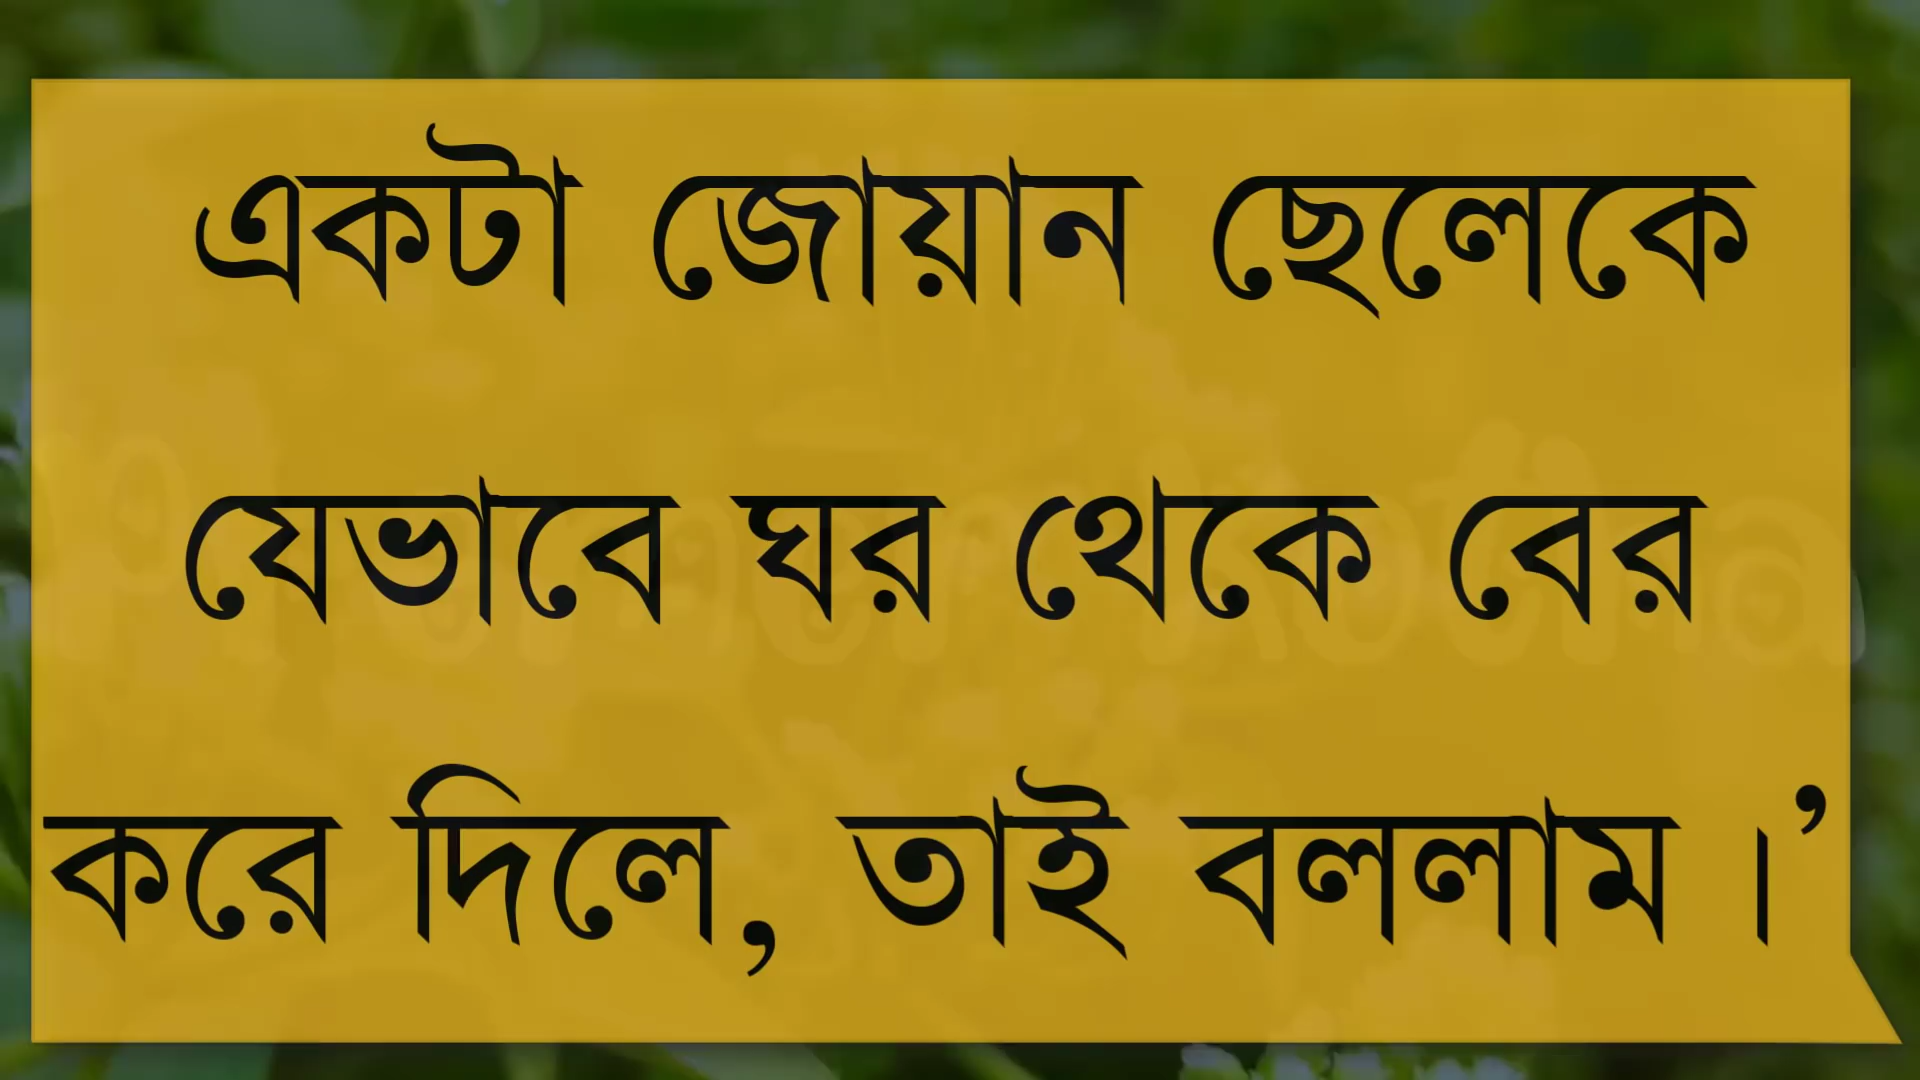 একটা জোয়ান ছেলেকে
যেভাবে ঘর থেকে বের
করে দিলে, তাই বললাম ।’